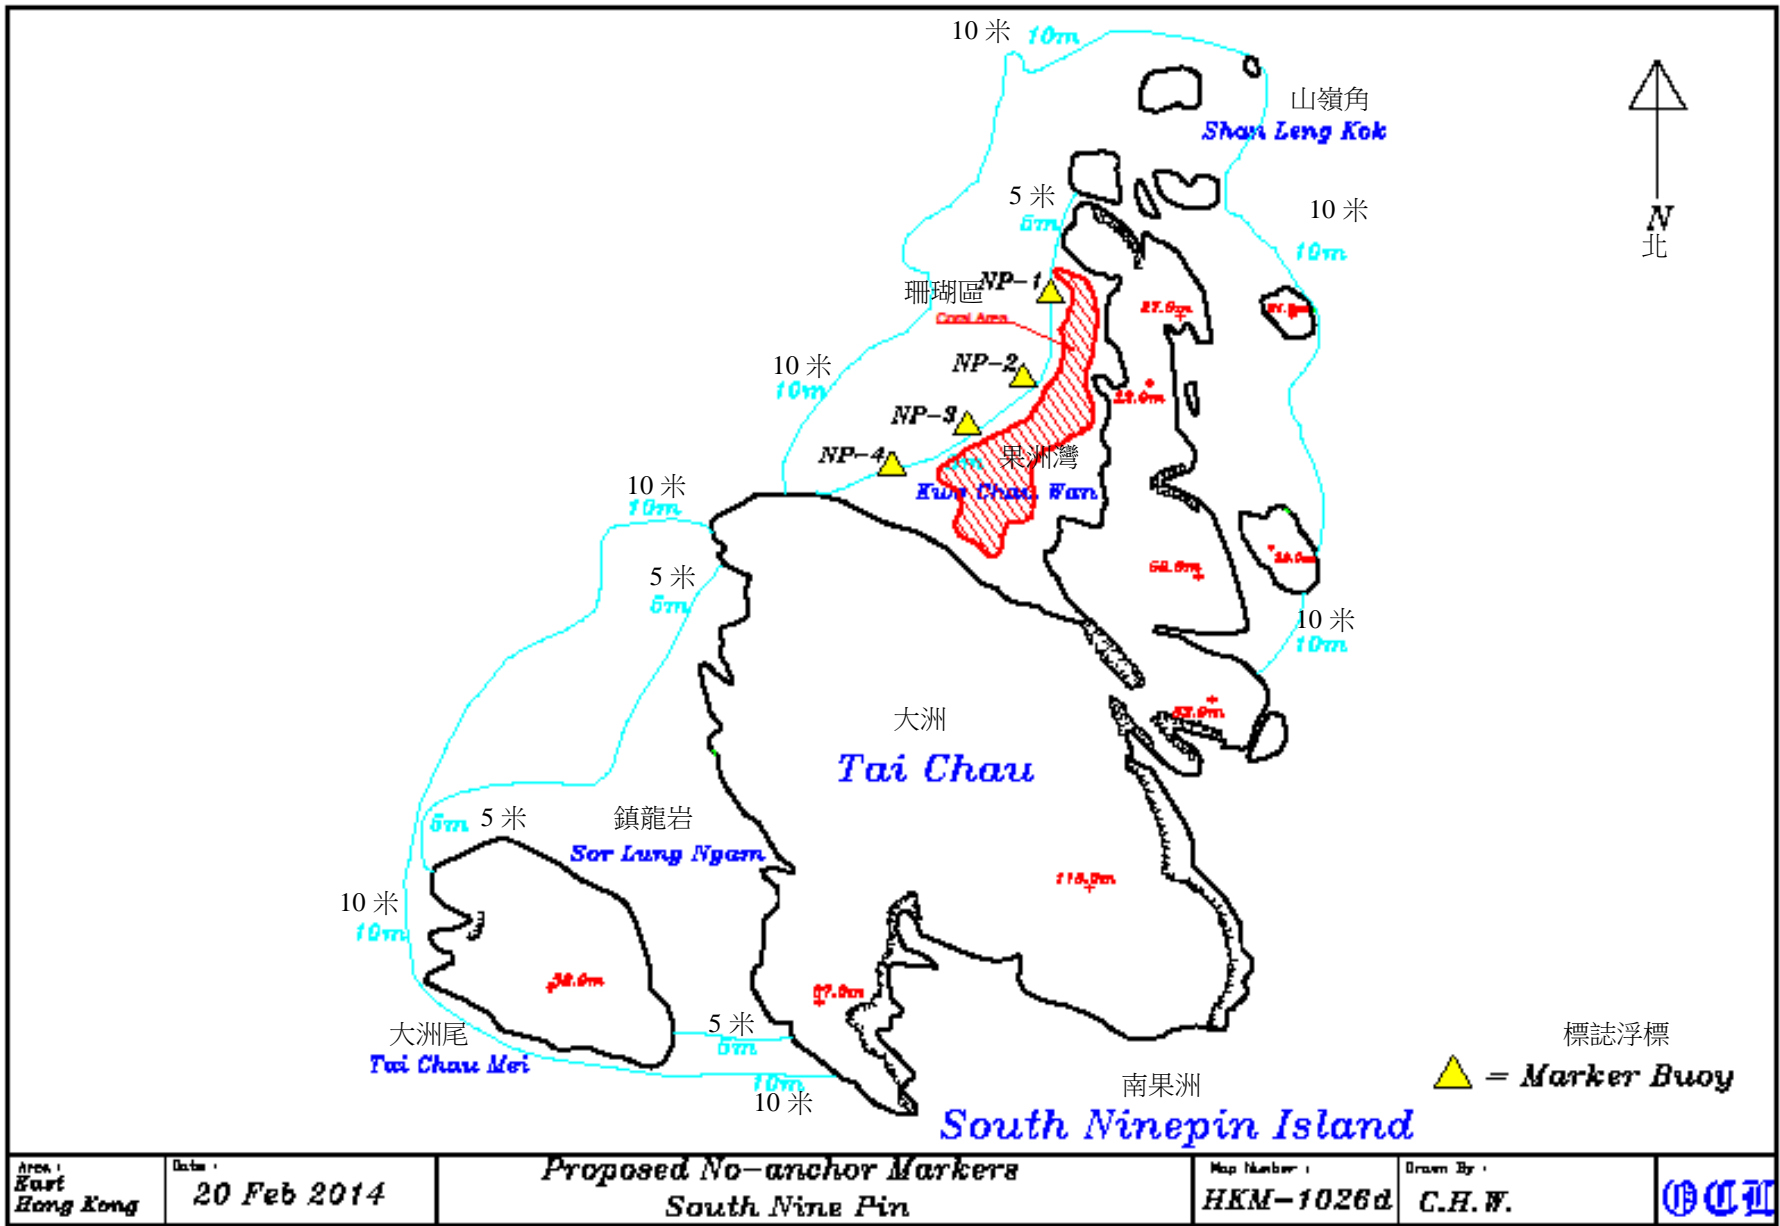 10 米 10m
山嶺角
Shan Leng Kok
5 米
5m
10 米
10m
N
北
NP-1
珊瑚區
Coral Area
27.0m
NP-2
10 米
10m
NP-3
NP-4
果洲灣
Kwo Chau Wan
10 米
10m
5 米
5m
10 米
10m
大洲
Tai Chau
5m 5 米
鎮龍岩
Sor Lung Ngam
10 米
10m
5 米
5m
大洲尾
Tai Chau Mei
10m
10 米
標誌浮標
= Marker Buoy
南果洲
South Ninepin Island
Area :
East
Hong Kong
Date :
20 Feb 2014
Proposed No-anchor Markers
South Nine Pin
Map Number :
HKM-1026d
Drawn By :
C.H.W.
OCL